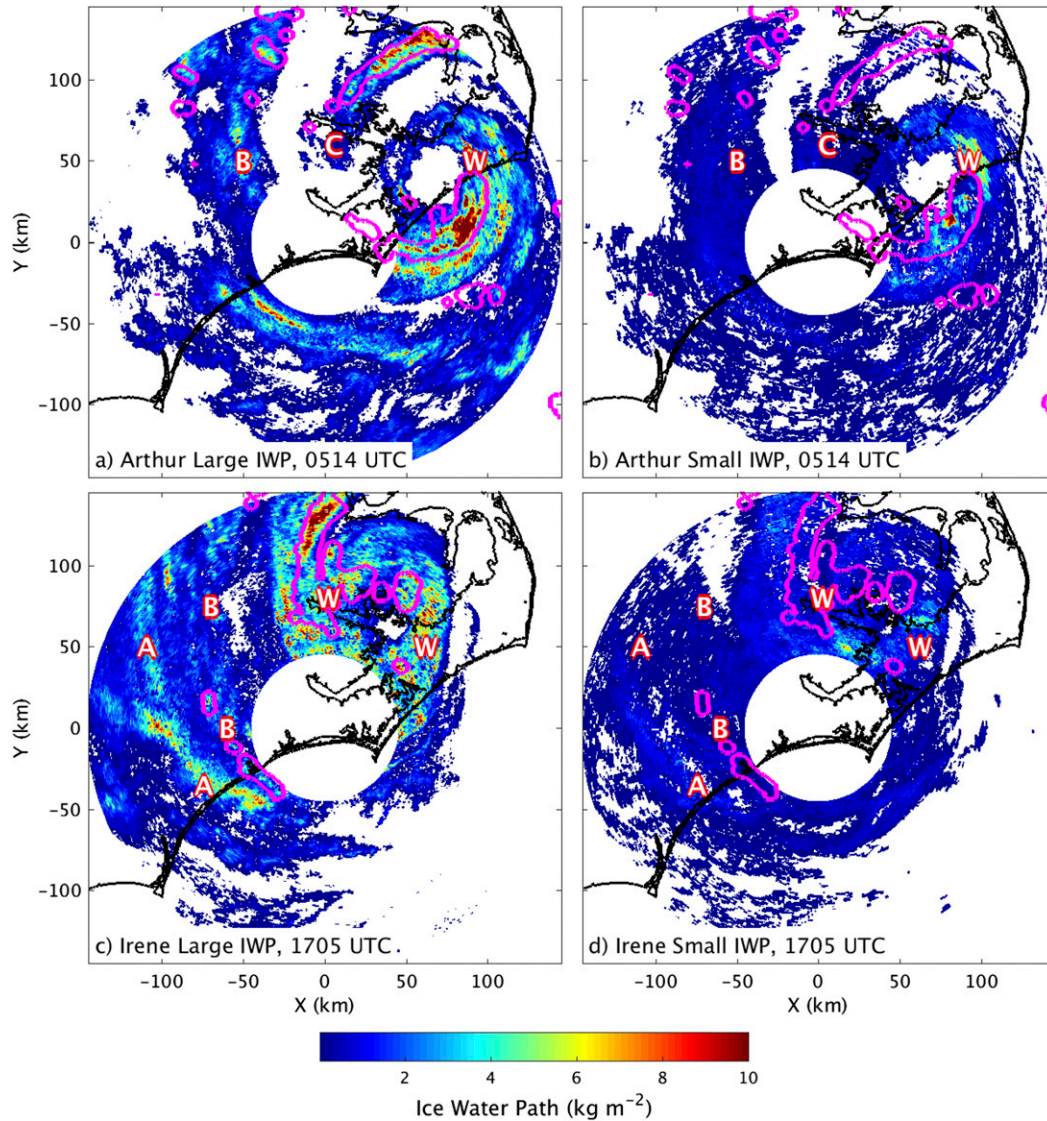 100
50
0
−50
−100
Y (km)
B
C
W
a) Arthur Large IWP, 0514 UTC
B
C
W
b) Arthur Small IWP, 0514 UTC
100
50
0
−50
−100
Y (km)
A
B
W
W
B
A
c) Irene Large IWP, 1705 UTC
−100 −50 0 50 100
X (km)
A
B
W
W
B
A
d) Irene Small IWP, 1705 UTC
−100 −50 0 50 100
X (km)
2 4 6 8 10
Ice Water Path (kg m−2)